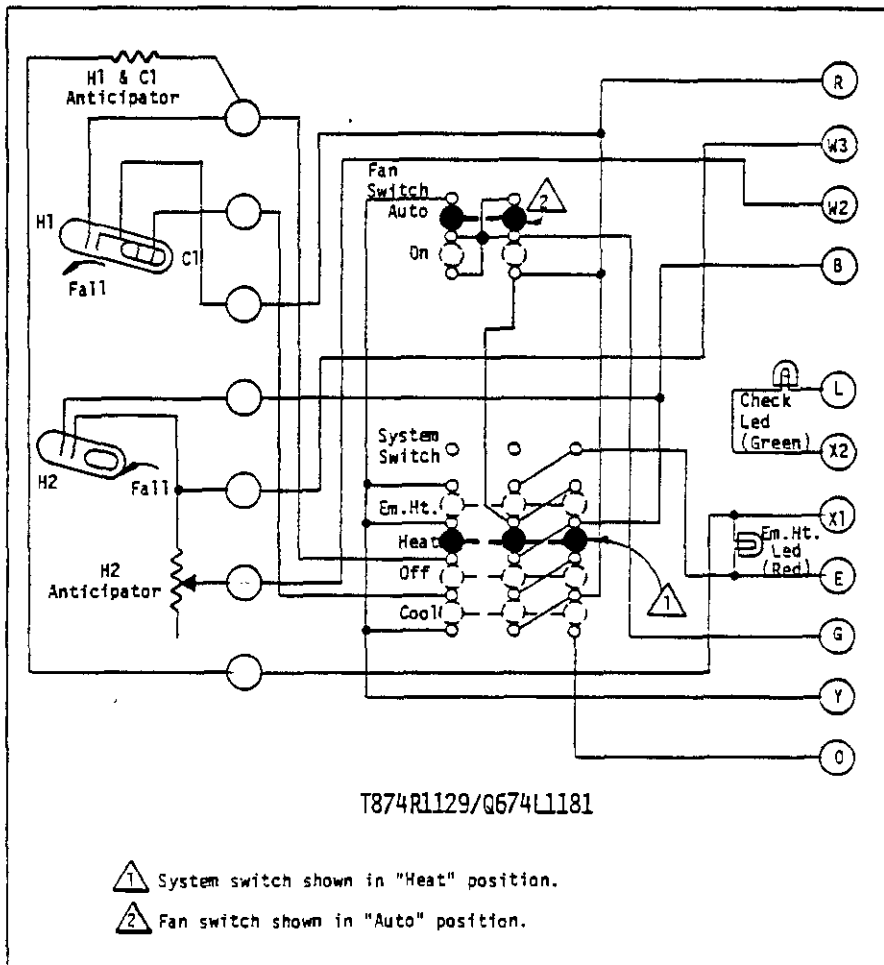 H1 & C1
Anticipator
R
W3
Fan
Switch
Auto
2
W2
H1
C1
On
B
Fall
L
Check
Led
(Green)
System
Switch
X2
H2
Fall
Em.Ht.
X1
Em.Ht.
Led
(Red)
Heat
H2
Anticipator
Off
E
1
Cool
G
Y
O
T874R1129/Q674L1181
1 System switch shown in "Heat" position.
2 Fan switch shown in "Auto" position.